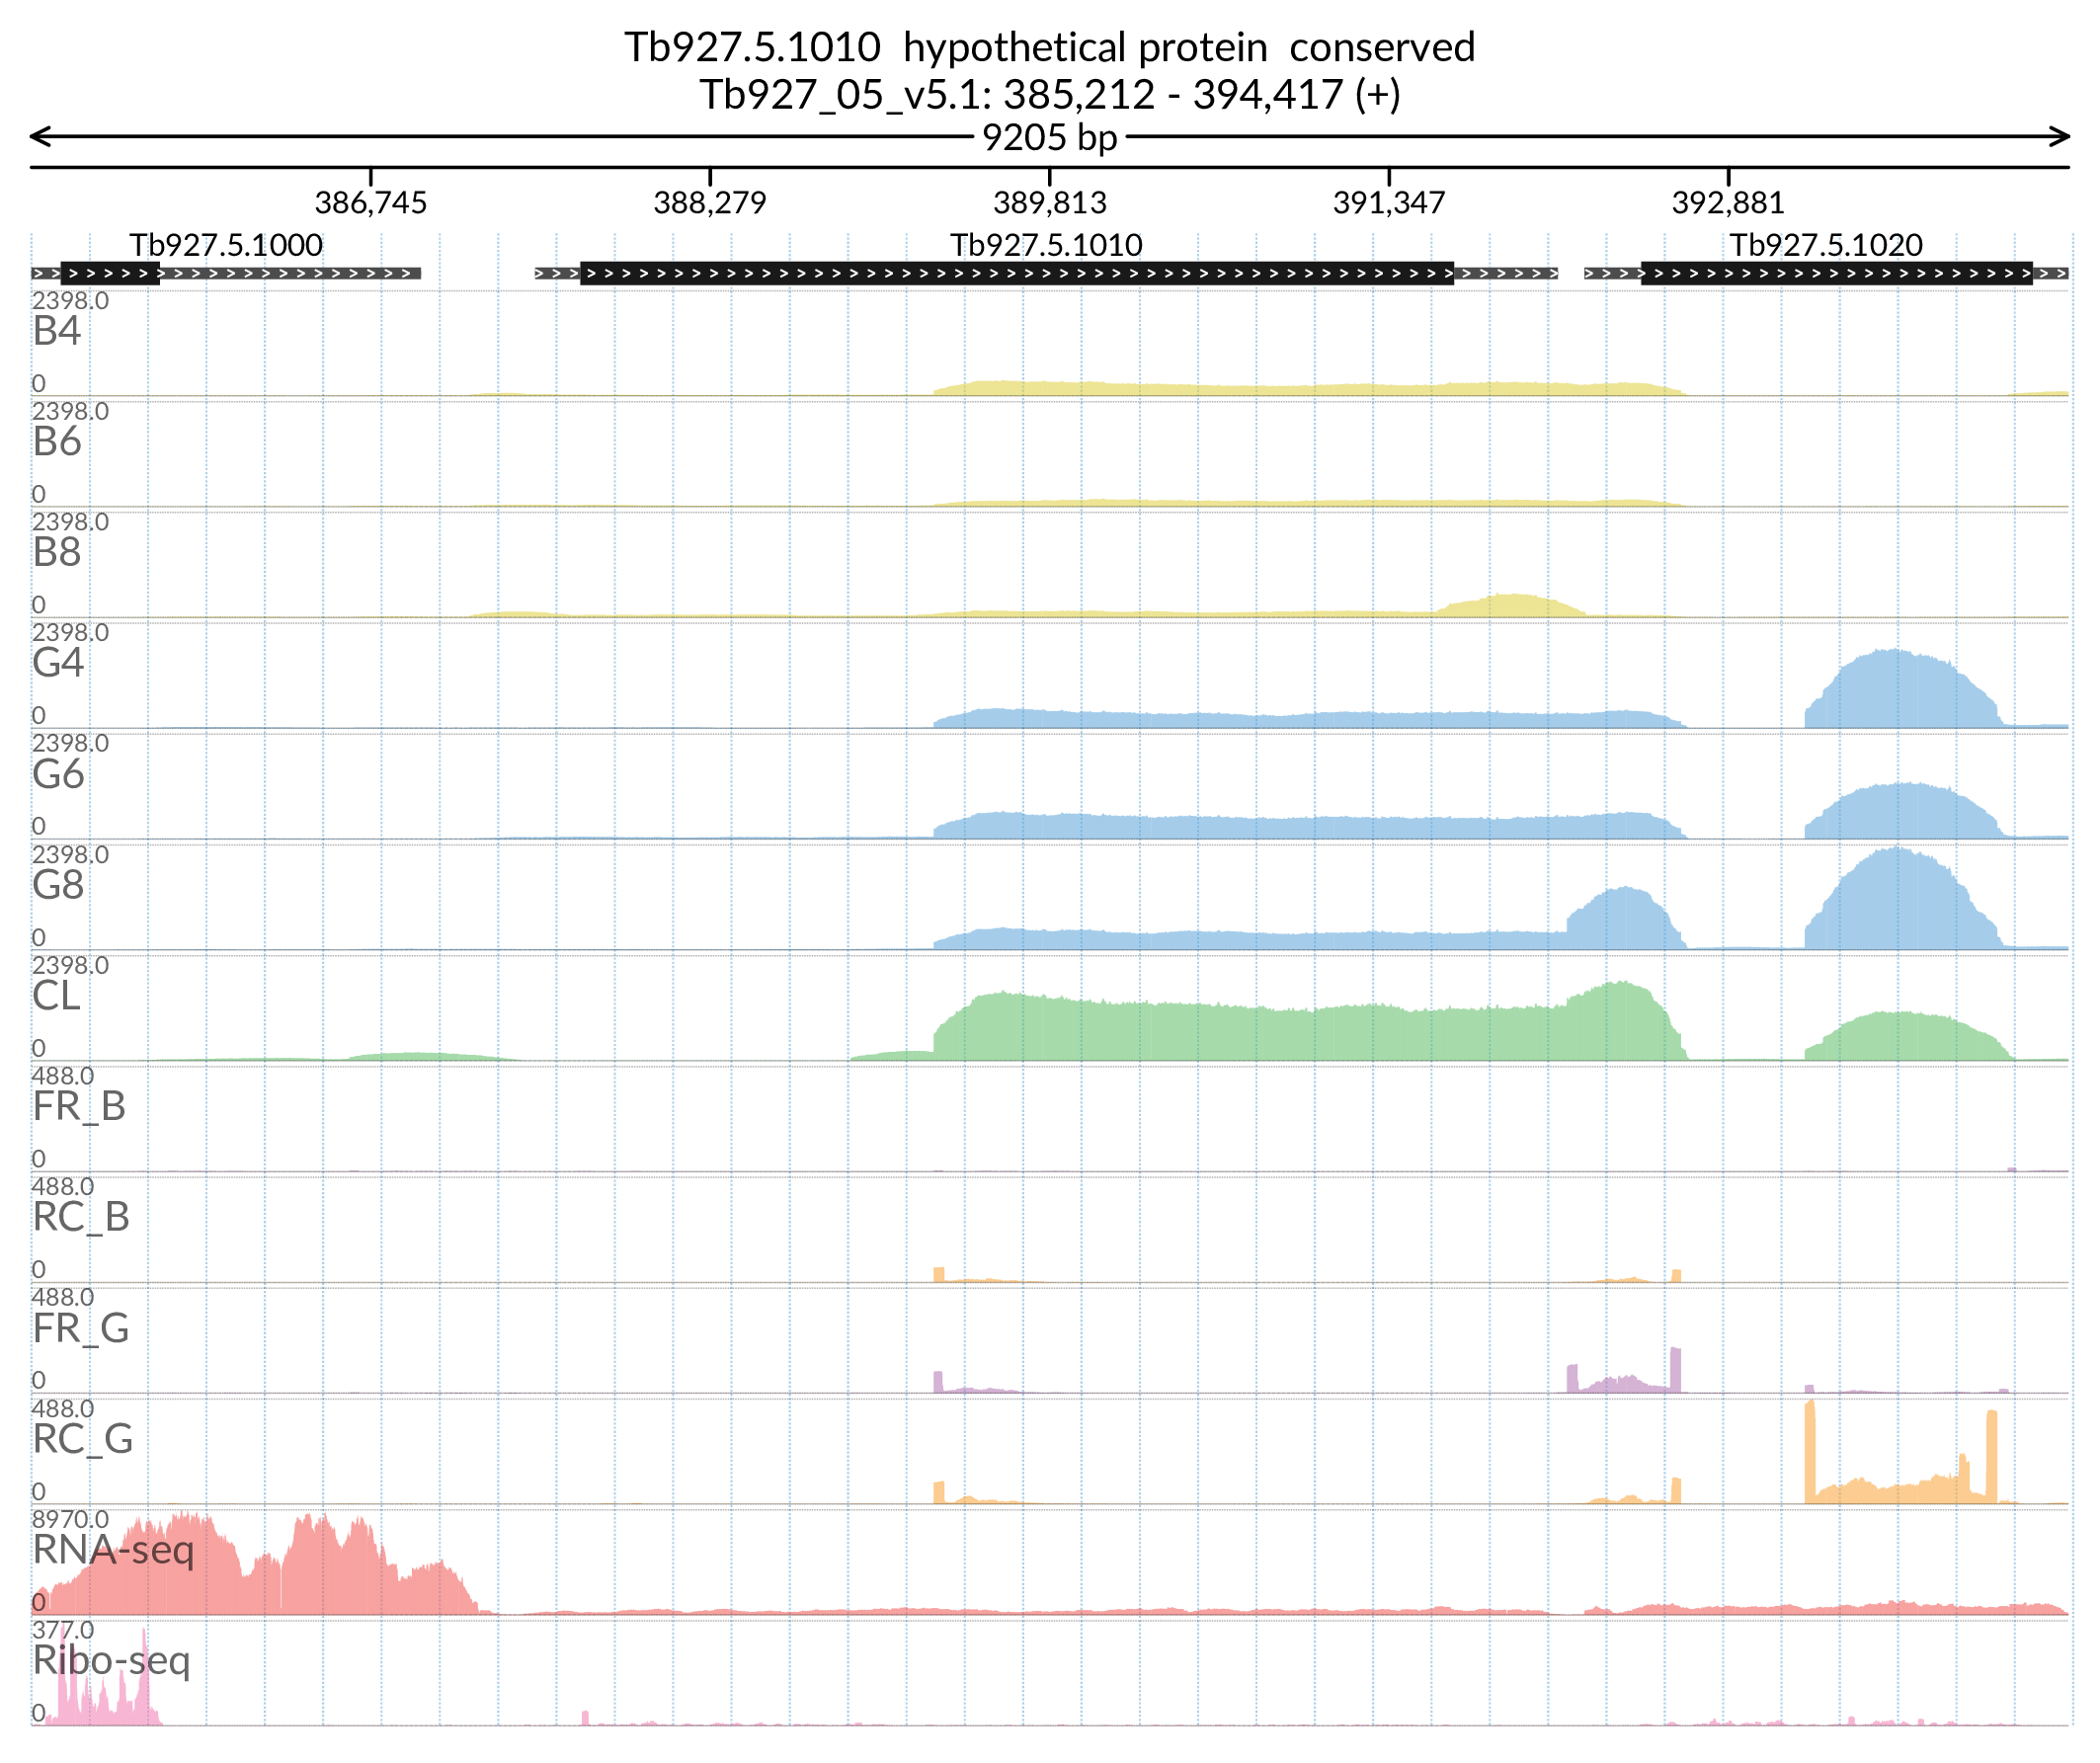 Tb927.5.1010 hypothetical protein conserved
Tb927_05_v5.1: 385,212 - 394,417 (+)
9205 bp
386,745 388,279 389,813 391,347 392,881
Tb927.5.1000 Tb927.5.1010 Tb927.5.1020
2398.0
B4
0
2398.0
B6
0
2398.0
B8
0
2398.0
G4
0
2398.0
G6
0
2398.0
G8
0
2398.0
CL
0
488.0
FR_B
0
488.0
RC_B
0
488.0
FR_G
0
488.0
RC_G
0
8970.0
RNA-seq
0
377.0
Ribo-seq
0